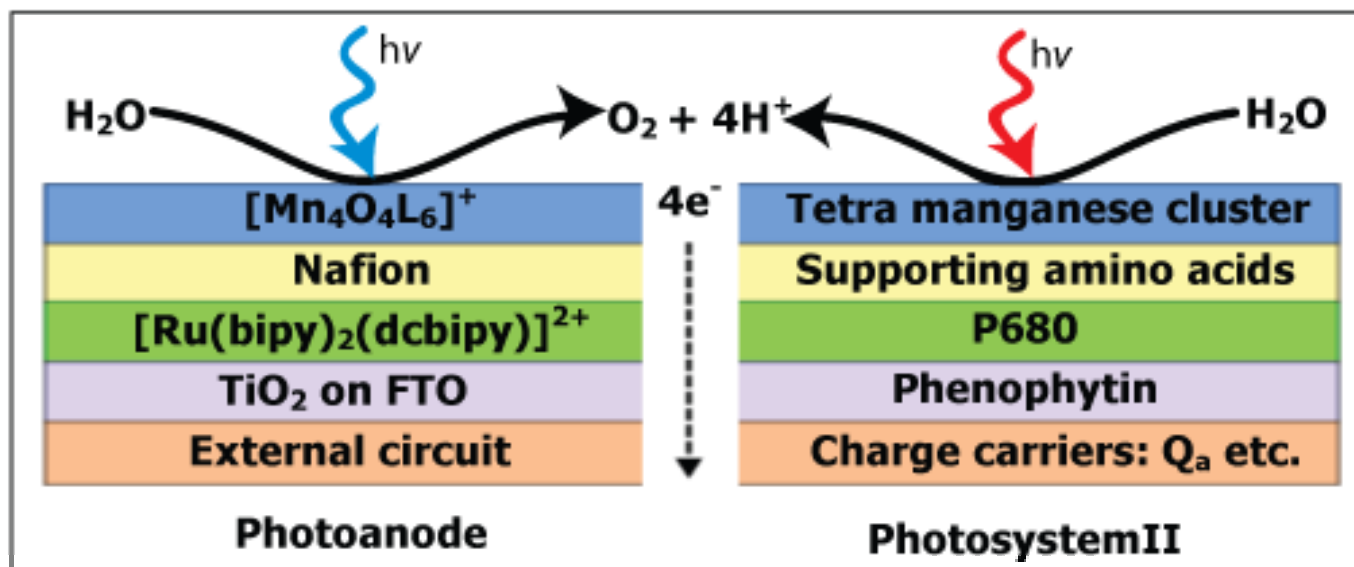 hν hν
H₂O O₂ + 4H⁺ H₂O
[Mn₄O₄L₆]⁺ 4e⁻ Tetra manganese cluster
Nafion Supporting amino acids
[Ru(bipy)₂(dcbipy)]²⁺ P680
TiO₂ on FTO Phenophytin
External circuit Charge carriers: Qₐ etc.
Photoanode PhotosystemII